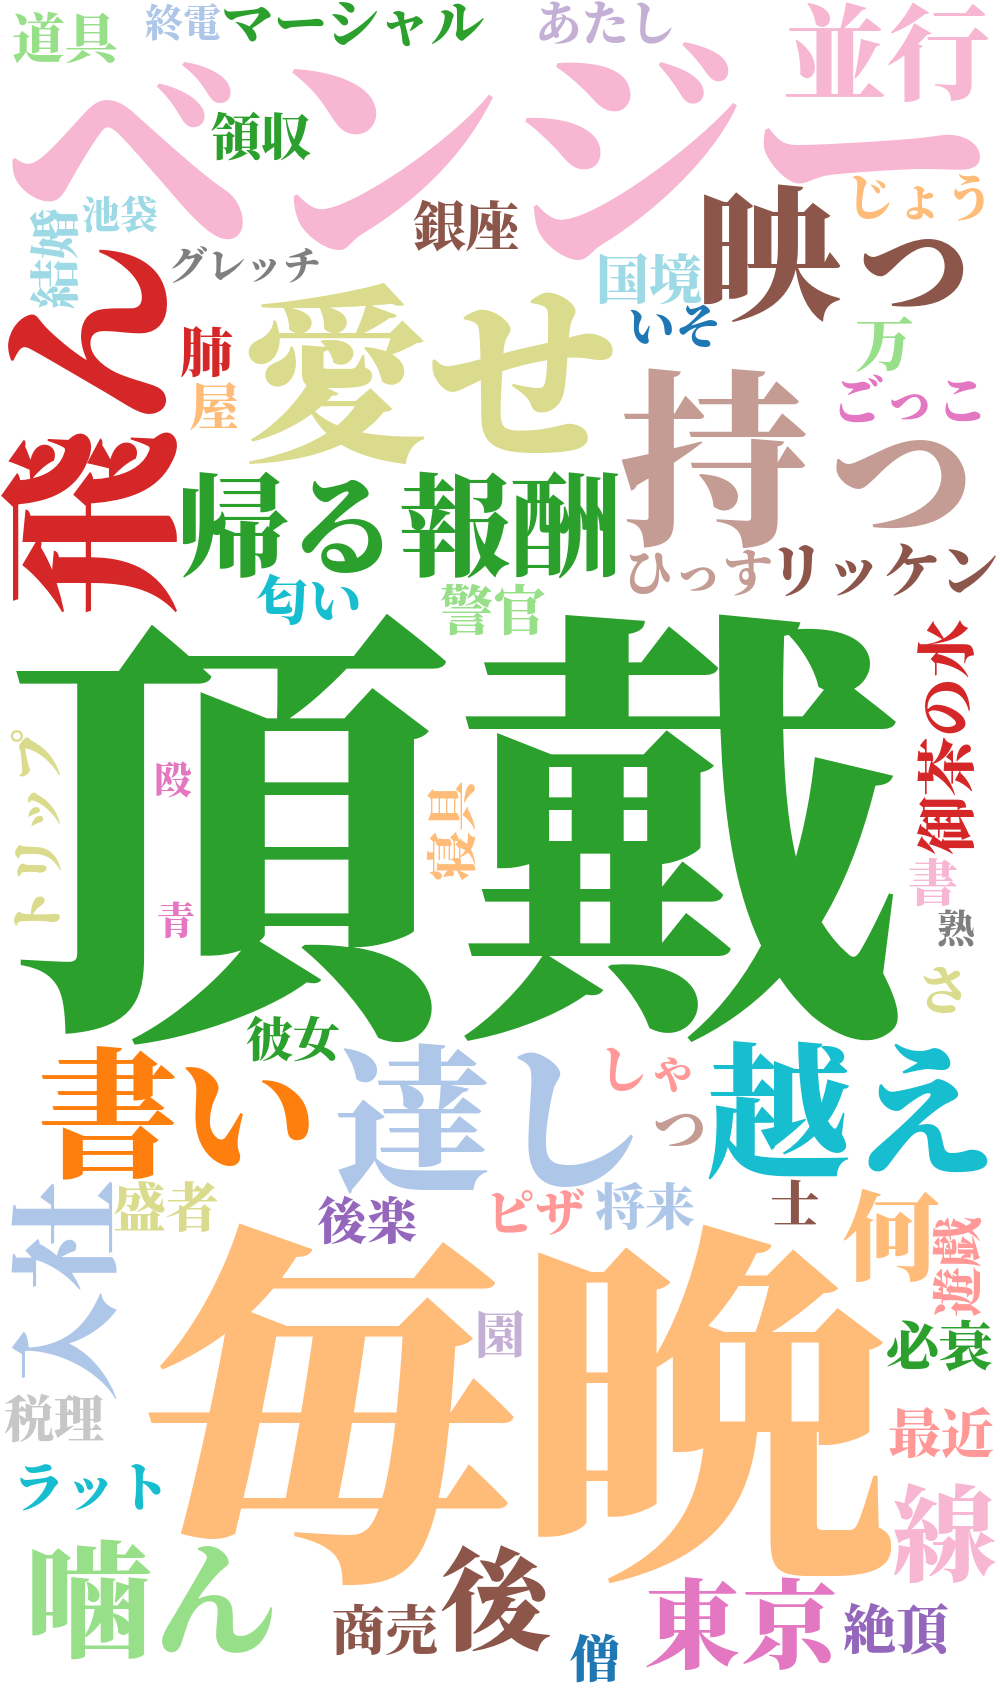 道具
終電
マーシャル
あたし
並行
ベンジー
領収
池袋
結婚
銀座
じょう
映っ
グレッチ
国境
飛ん
肺
愛せ
いそ
万
屋
持っ
ごっこ
帰る
報酬
ひっす
リッケン
匂い
警官
頂戴
御茶の水
トリップ
殴
寝具
書
青
熟
さ
彼女
書い
達し
しゃ
つ
越え
入社
盛者
後楽
ピザ
将来
士
何
遊戯
毎晩
園
必衰
税理
最近
ラット
線
噛ん
商売
後
僧
東京
絶頂